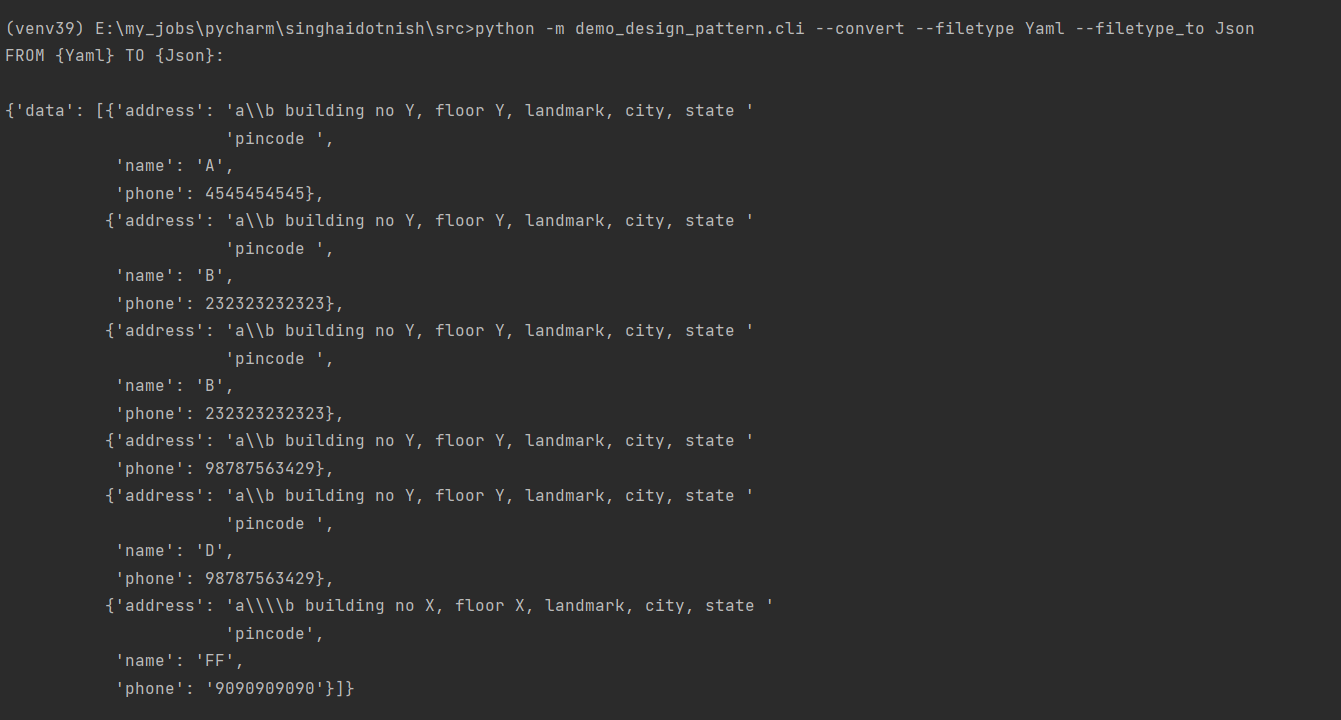 (venv39) E:\my_jobs\pycharm\singhaidotnish\src>python -m demo_design_pattern.cli --convert --filetype Yaml --filetype_to Json
FROM {Yaml} TO {Json}:

{'data': [{'address': 'a\\b building no Y, floor Y, landmark, city, state '
                      'pincode ',
           'name': 'A',
           'phone': 4545454545},
          {'address': 'a\\b building no Y, floor Y, landmark, city, state '
                      'pincode ',
           'name': 'B',
           'phone': 232323232323},
          {'address': 'a\\b building no Y, floor Y, landmark, city, state '
                      'pincode ',
           'name': 'B',
           'phone': 232323232323},
          {'address': 'a\\b building no Y, floor Y, landmark, city, state '
           'phone': 98787563429},
          {'address': 'a\\b building no Y, floor Y, landmark, city, state '
                      'pincode ',
           'name': 'D',
           'phone': 98787563429},
          {'address': 'a\\\\b building no X, floor X, landmark, city, state '
                      'pincode',
           'name': 'FF',
           'phone': '9090909090'}]}